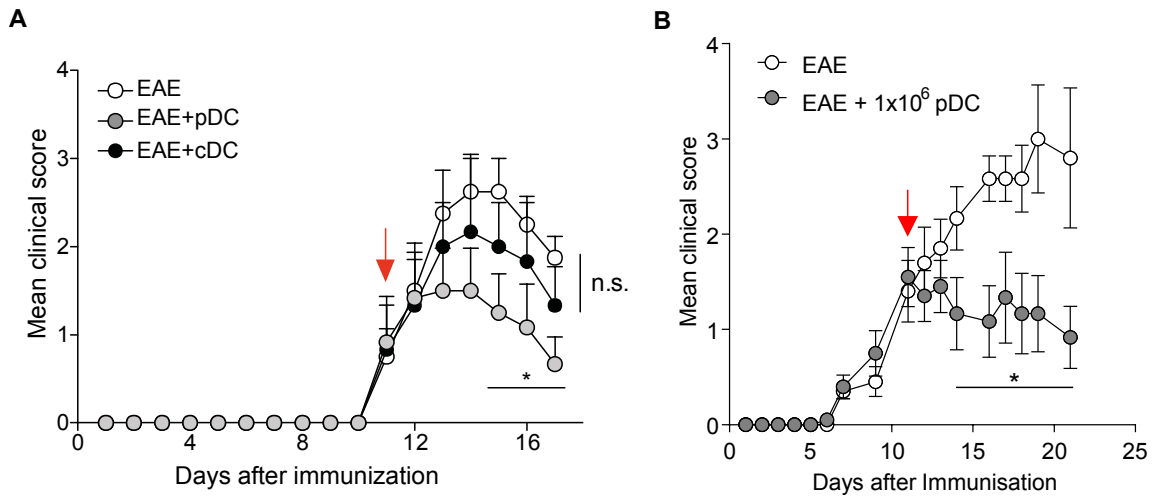 A
4
3
2
1
0
Mean clinical score
EAE
EAE+pDC
EAE+cDC
n.s.
*
0
4
8
12
16
Days after immunization
B
4
3
2
1
0
Mean clinical score
EAE
EAE + 1x10⁶ pDC
*
0
5
10
15
20
25
Days after Immunisation